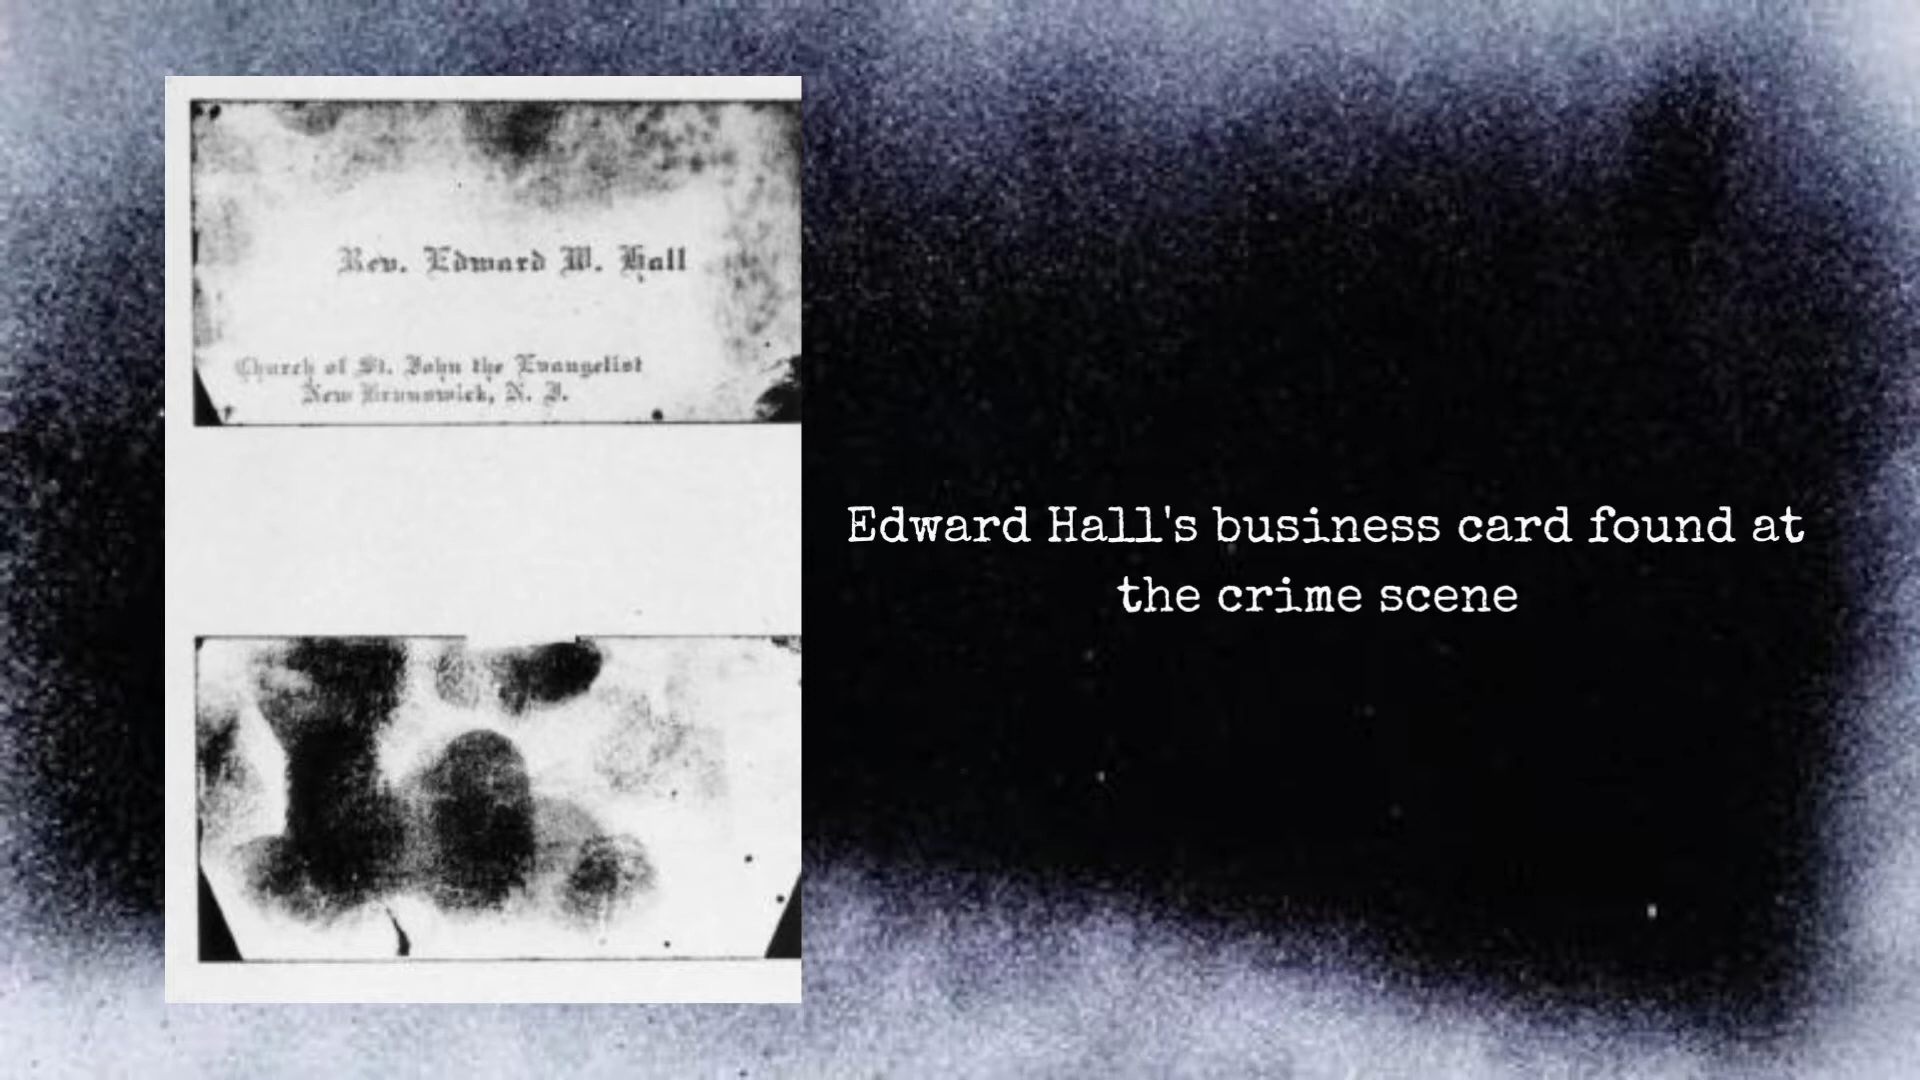 Rev. Edward W. Hall
Church of St. John the Evangelist
New Brunswick, N. J.
Edward Hall's business card found at
the crime scene